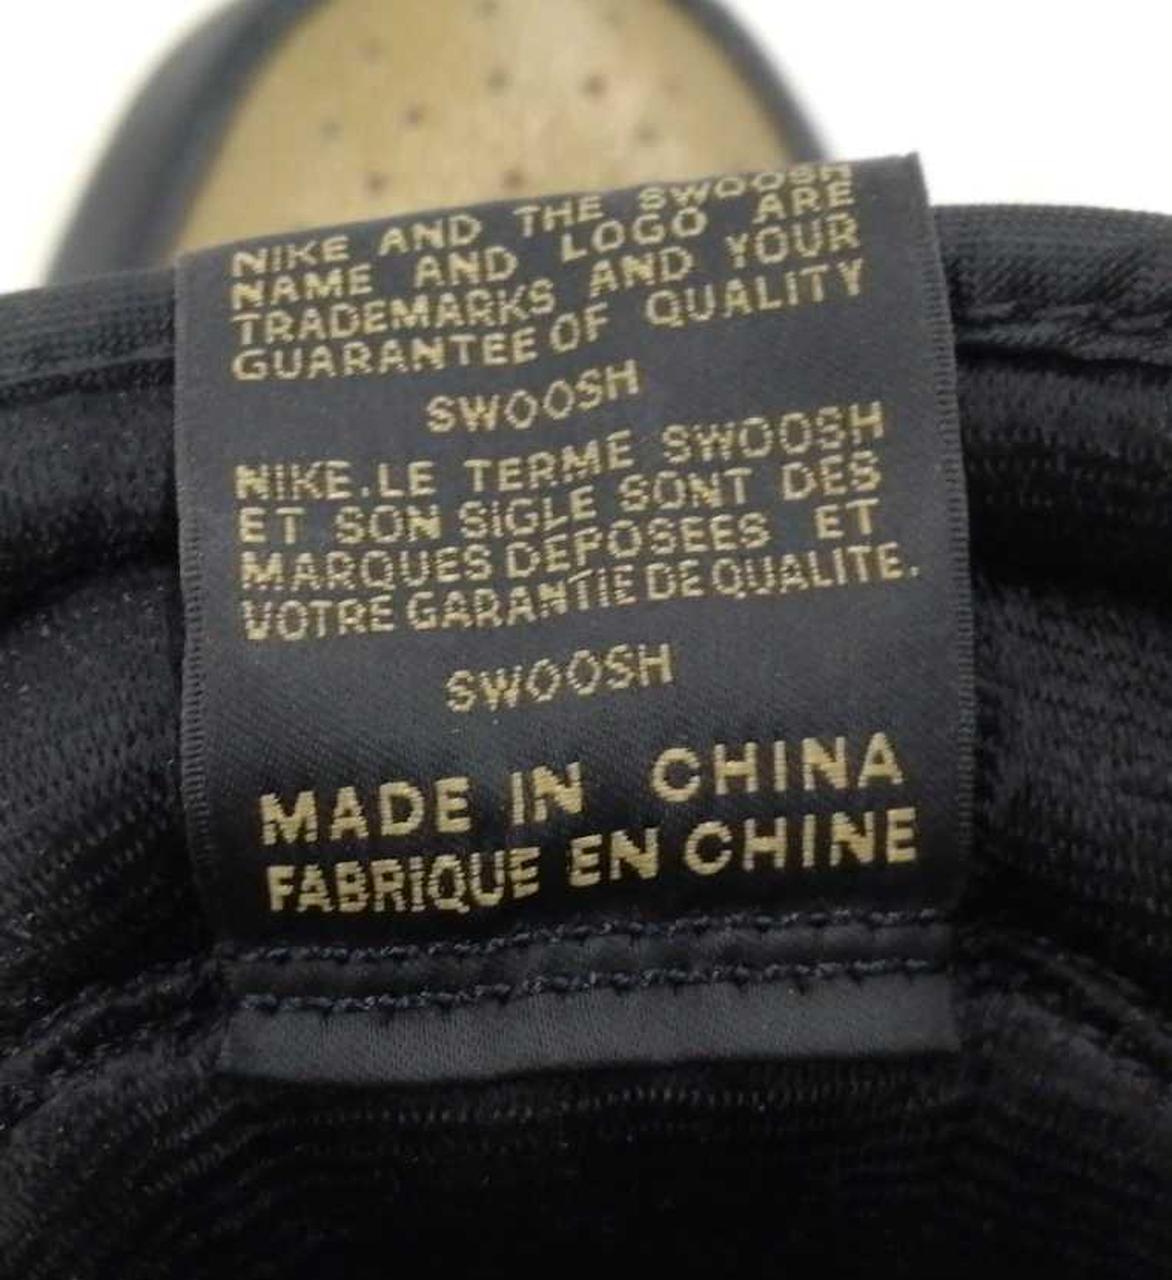 NIKE AND THE SWOOSH
NAME AND LOGO ARE
TRADEMARKS AND YOUR
GUARANTEE OF QUALITY
SWOOSH
NIKE.LE TERME SWOOSH
ET SON SIGLE SONT DES
MARQUES DEPOSEES ET
VOTRE GARANTIE DE QUALITE.
SWOOSH
MADE IN CHINA
FABRIQUE EN CHINE